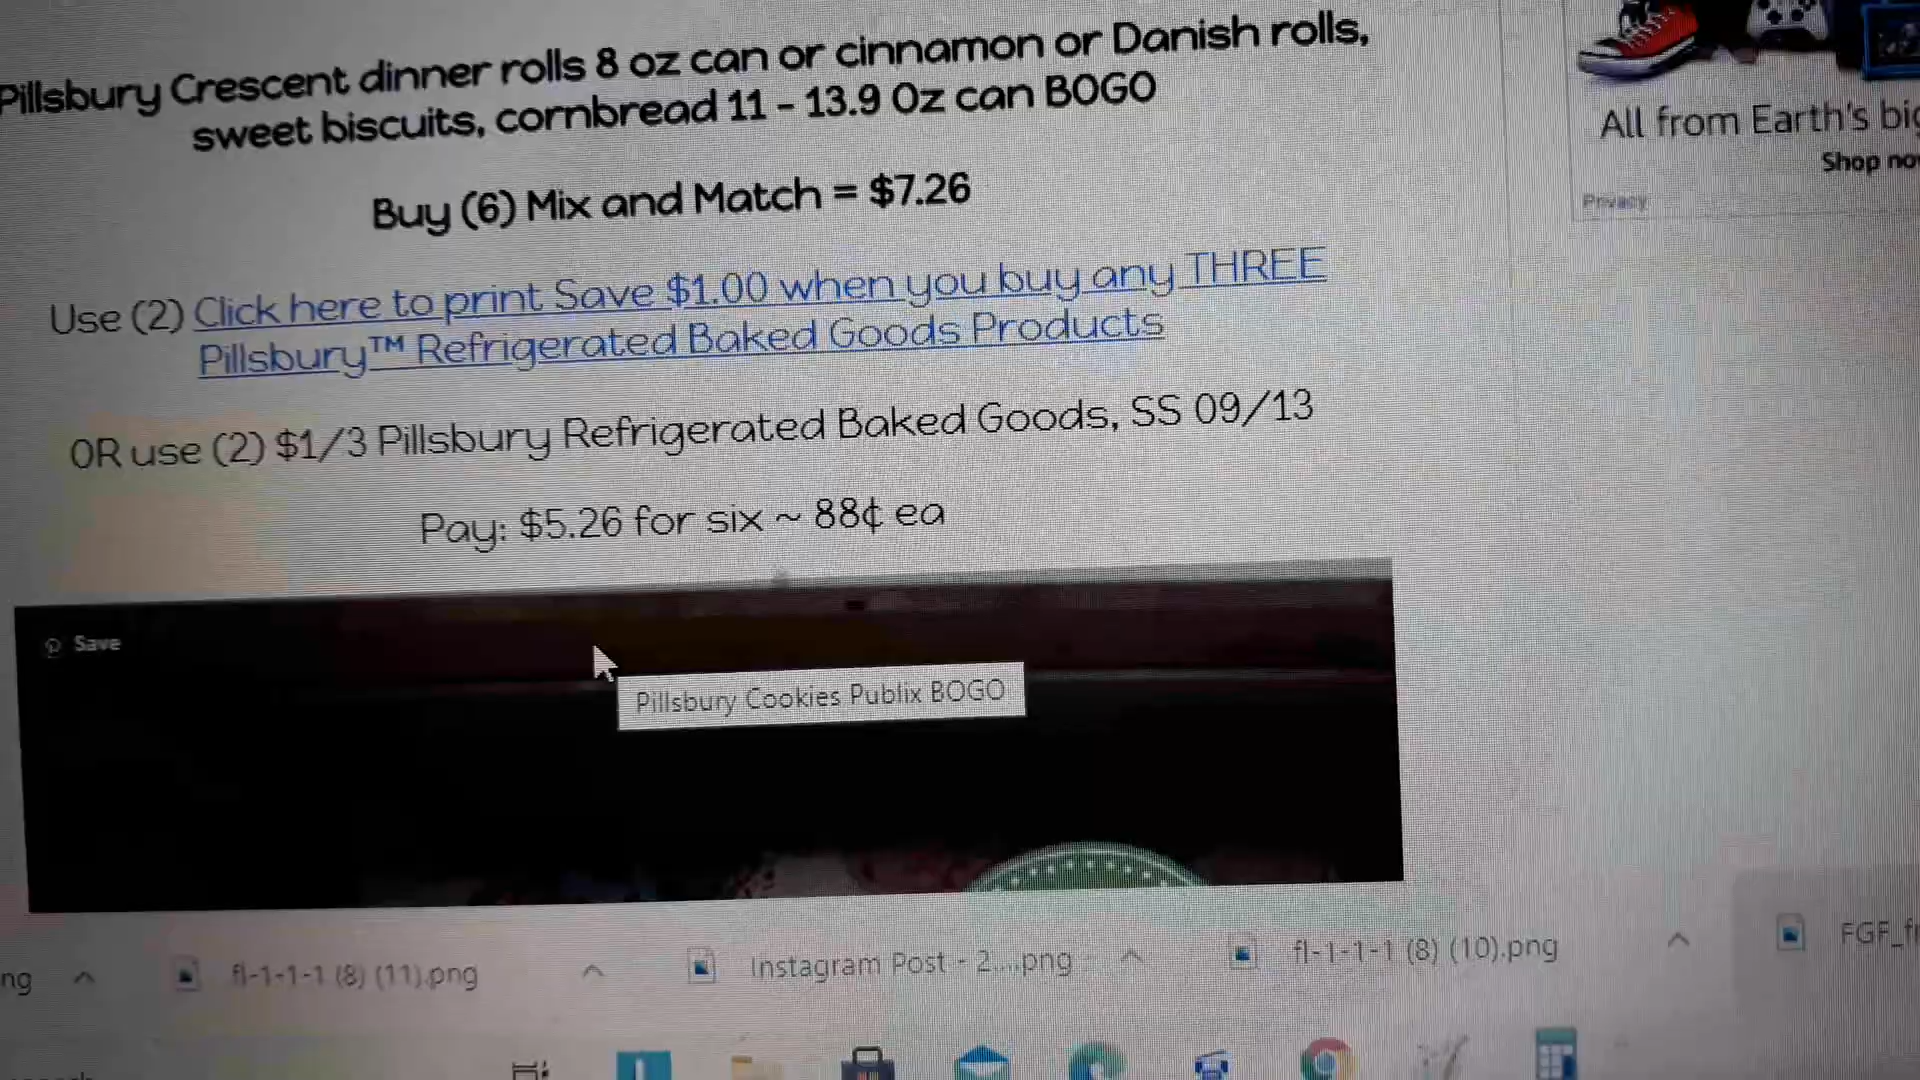 Pillsbury Crescent dinner rolls 8 oz can or cinnamon or Danish rolls,
sweet biscuits, cornbread 11 - 13.9 Oz can BOGO
Buy (6) Mix and Match = $7.26
Use (2) Click here to print Save $1.00 when you buy any THREE
Pillsbury™ Refrigerated Baked Goods Products
OR use (2) $1/3 Pillsbury Refrigerated Baked Goods, SS 09/13
Pay: $5.26 for six ~ 88¢ ea
Save
Pillsbury Cookies Publix BOGO
All from Earth's
Shop
Privacy
ng
fl-1-1-1 (8) (11).png
Instagram Post - 2....png
fl-1-1-1 (8) (10).png